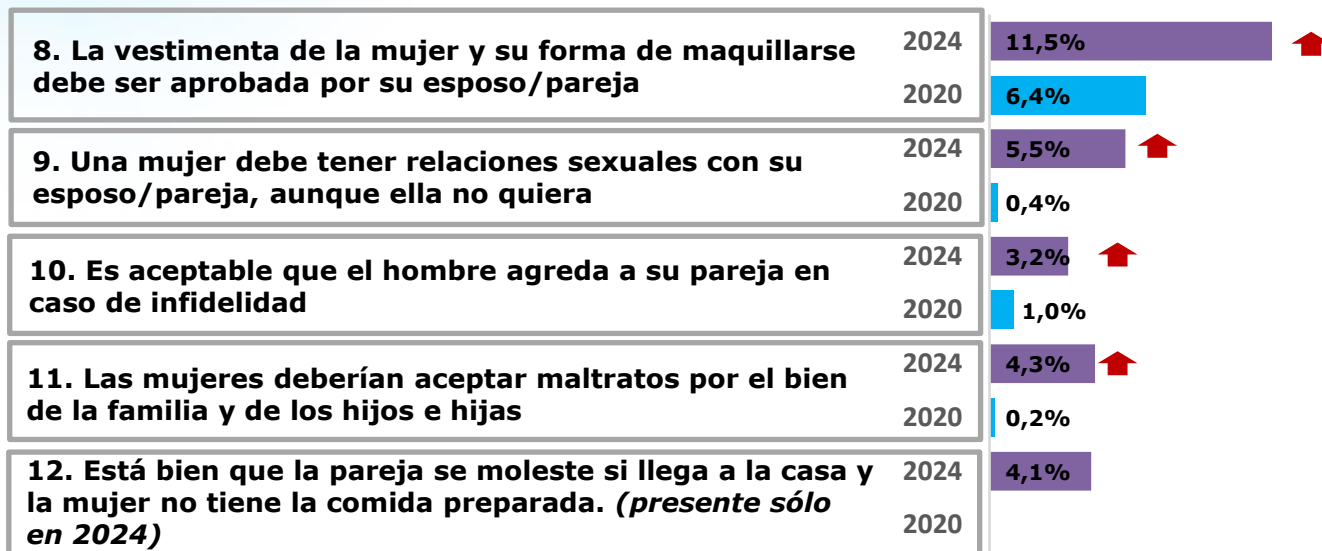 8. La vestimenta de la mujer y su forma de maquillarse
debe ser aprobada por su esposo/pareja
2024
11,5%
2020
6,4%
9. Una mujer debe tener relaciones sexuales con su
esposo/pareja, aunque ella no quiera
2024
5,5%
2020
0,4%
10. Es aceptable que el hombre agreda a su pareja en
caso de infidelidad
2024
3,2%
2020
1,0%
11. Las mujeres deberían aceptar maltratos por el bien
de la familia y de los hijos e hijas
2024
4,3%
2020
0,2%
12. Está bien que la pareja se moleste si llega a la casa y
la mujer no tiene la comida preparada. (presente sólo
en 2024)
2024
4,1%
2020